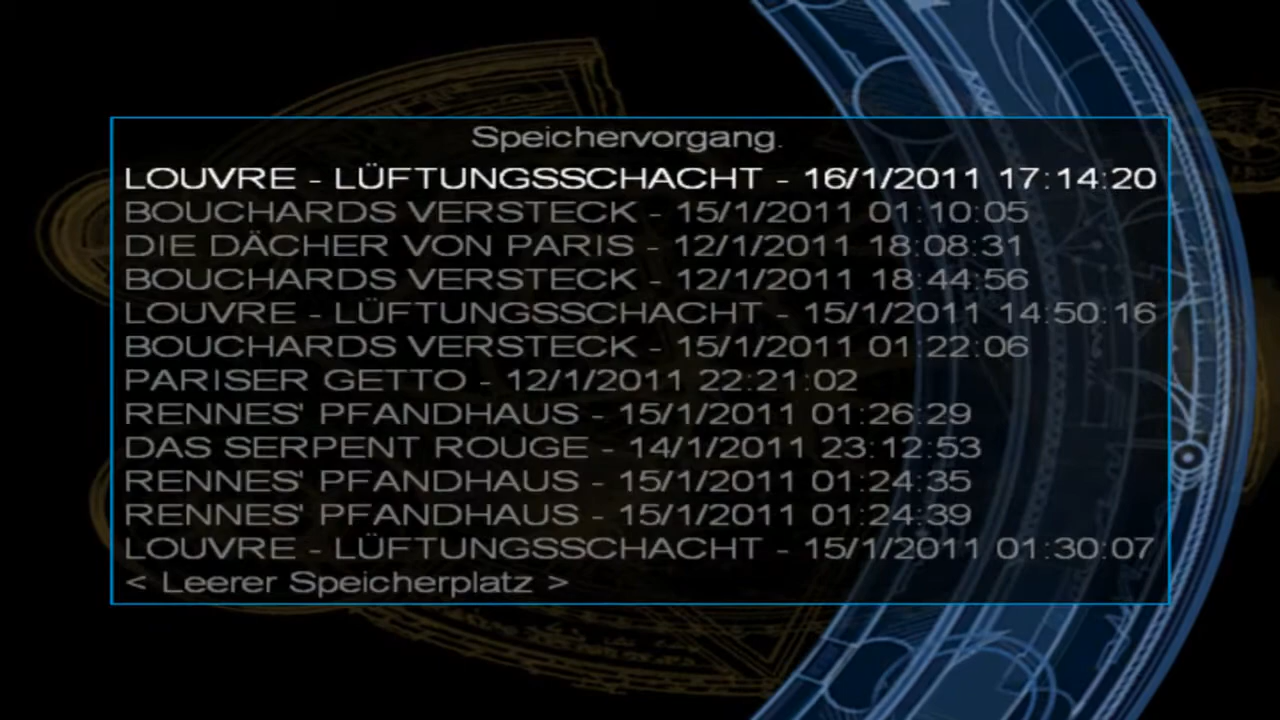 Speichervorgang.
LOUVRE - LÜFTUNGSSCHACHT - 16/1/2011 17:14:20
BOUCHARDS VERSTECK - 15/1/2011 01:10:05
DIE DÄCHER VON PARIS - 12/1/2011 18:08:31
BOUCHARDS VERSTECK - 12/1/2011 18:44:56
LOUVRE - LÜFTUNGSSCHACHT - 15/1/2011 14:50:16
BOUCHARDS VERSTECK - 15/1/2011 01:22:06
PARISER GETTO - 12/1/2011 22:21:02
RENNES' PFANDHAUS - 15/1/2011 01:26:29
DAS SERPENT ROUGE - 14/1/2011 23:12:53
RENNES' PFANDHAUS - 15/1/2011 01:24:35
RENNES' PFANDHAUS - 15/1/2011 01:24:39
LOUVRE - LÜFTUNGSSCHACHT - 15/1/2011 01:30:07
< Leerer Speicherplatz >